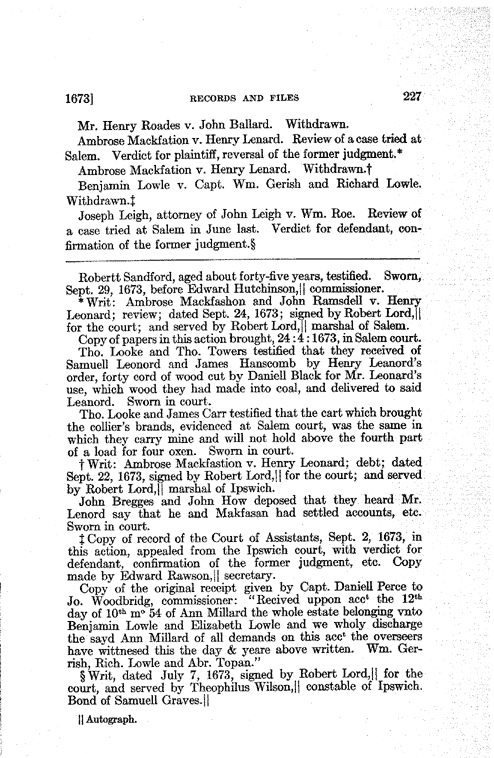 1673] RECORDS AND FILES 227
Mr. Henry Roades v. John Ballard. Withdrawn.
Ambrose Mackfation v. Henry Lenard. Review of a case tried at
Salem. Verdict for plaintiff, reversal of the former judgment.*
Ambrose Mackfation v. Henry Lenard. Withdrawn.†
Benjamin Lowle v. Capt. Wm. Gerish and Richard Lowle.
Withdrawn.‡
Joseph Leigh, attorney of John Leigh v. Wm. Roe. Review of
a case tried at Salem in June last. Verdict for defendant, con-
firmation of the former judgment.§
Robertt Sandford, aged about forty-five years, testified. Sworn,
Sept. 29, 1673, before Edward Hutchinson,|| commissioner.
*Writ: Ambrose Mackfashon and John Ramsdell v. Henry
Leonard; review; dated Sept. 24, 1673; signed by Robert Lord,||
for the court; and served by Robert Lord,|| marshal of Salem.
Copy of papers in this action brought, 24 : 4 : 1673, in Salem court.
Tho. Looke and Tho. Towers testified that they received of
Samuell Leonord and James Hanscomb by Henry Leanord's
order, forty cord of wood cut by Daniell Black for Mr. Leonard's
use, which wood they had made into coal, and delivered to said
Leanord. Sworn in court.
Tho. Looke and James Carr testified that the cart which brought
the collier's brands, evidenced at Salem court, was the same in
which they carry mine and will not hold above the fourth part
of a load for four oxen. Sworn in court.
† Writ: Ambrose Mackfastion v. Henry Leonard; debt; dated
Sept. 22, 1673, signed by Robert Lord,|| for the court; and served
by Robert Lord,|| marshal of Ipswich.
John Bregges and John How deposed that they heard Mr.
Lenord say that he and Makfasan had settled accounts, etc.
Sworn in court.
‡ Copy of record of the Court of Assistants, Sept. 2, 1673, in
this action, appealed from the Ipswich court, with verdict for
defendant, confirmation of the former judgment, etc. Copy
made by Edward Rawson,|| secretary.
Copy of the original receipt given by Capt. Daniell Perce to
Jo. Woodbridg, commissioner: "Recived uppon accᵗ the 12ᵗʰ
day of 10ᵗʰ mᵒ 54 of Ann Millard the whole estate belonging vnto
Benjamin Lowle and Elizabeth Lowle and we wholy discharge
the sayd Ann Millard of all demands on this accᵗ the overseers
have wittnesed this the day & yeare above written. Wm. Ger-
rish, Rich. Lowle and Abr. Topan."
§ Writ, dated July 7, 1673, signed by Robert Lord,|| for the
court, and served by Theophilus Wilson,|| constable of Ipswich.
Bond of Samuell Graves.||
|| Autograph.